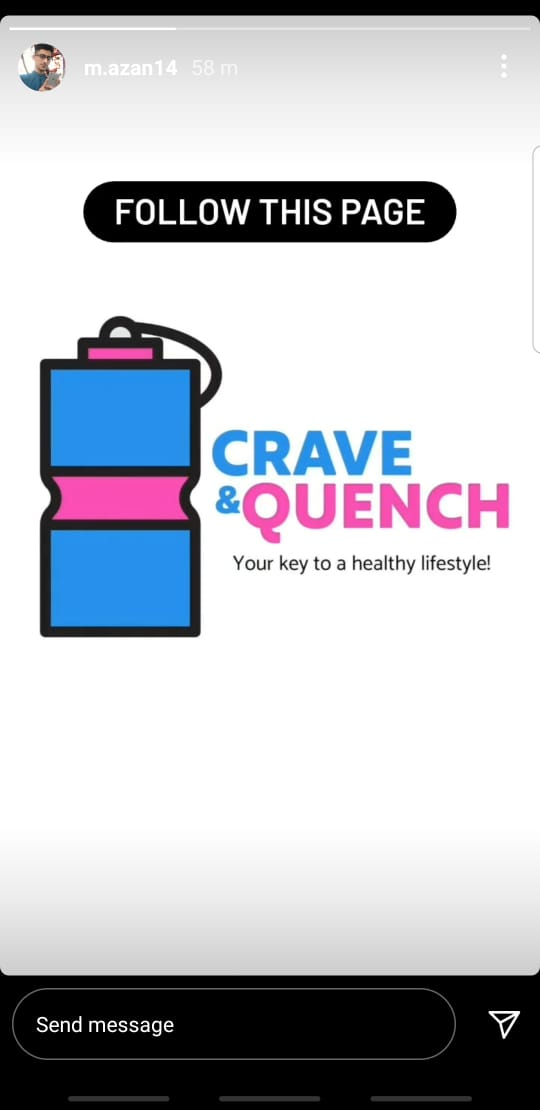 m.azan14 58 m
FOLLOW THIS PAGE
CRAVE
&QUENCH
Your key to a healthy lifestyle!
Send message